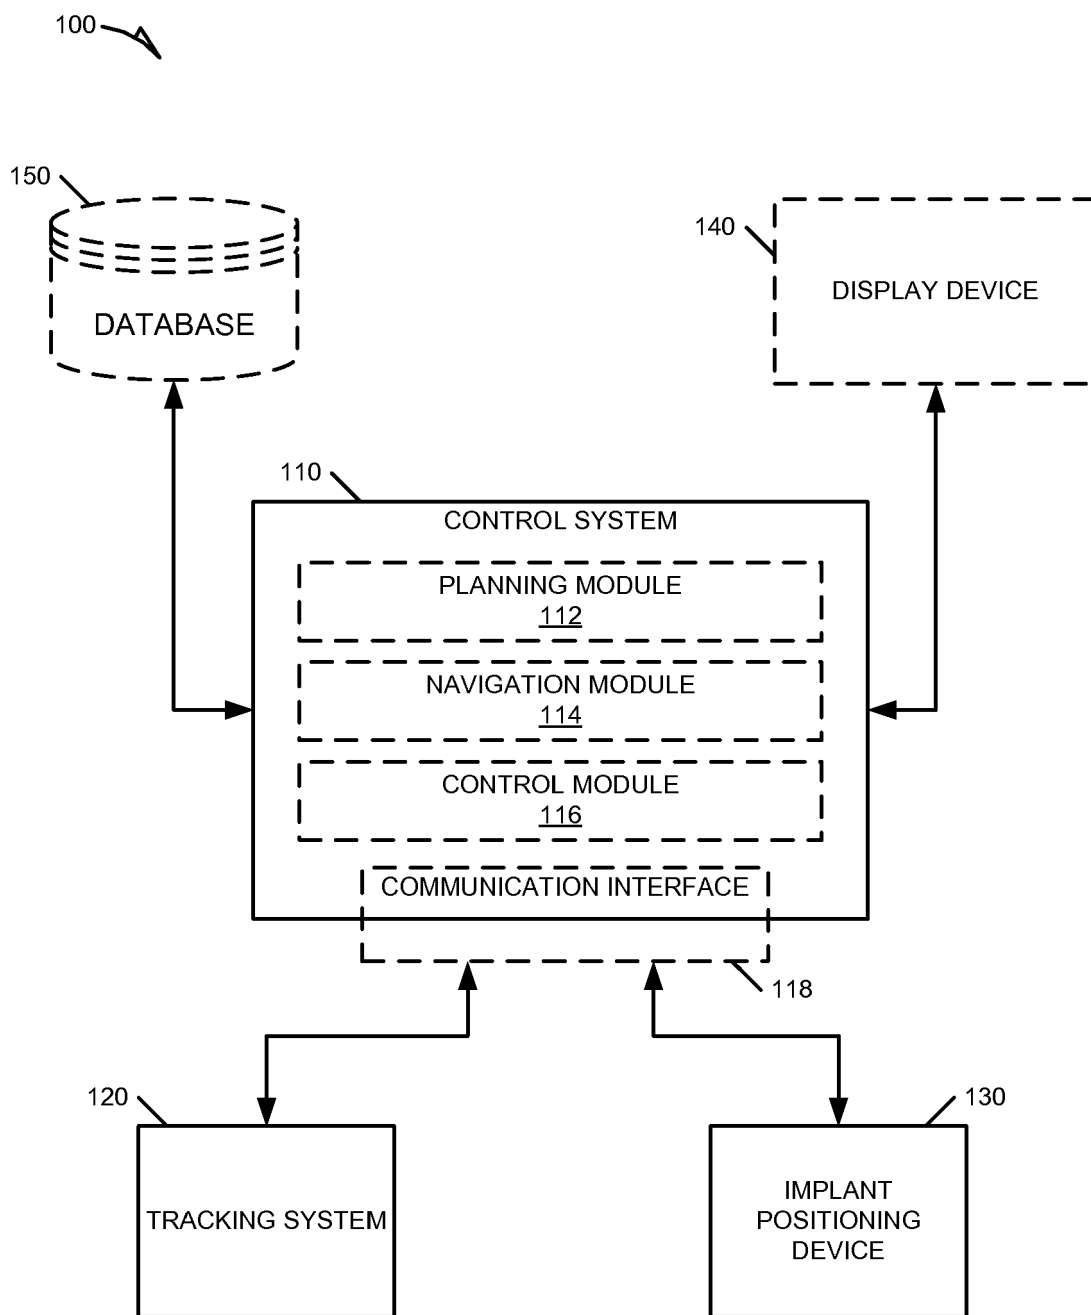 100
150
DATABASE
140
DISPLAY DEVICE
110
CONTROL SYSTEM
PLANNING MODULE
112
NAVIGATION MODULE
114
CONTROL MODULE
116
COMMUNICATION INTERFACE
118
120
TRACKING SYSTEM
130
IMPLANT
POSITIONING
DEVICE